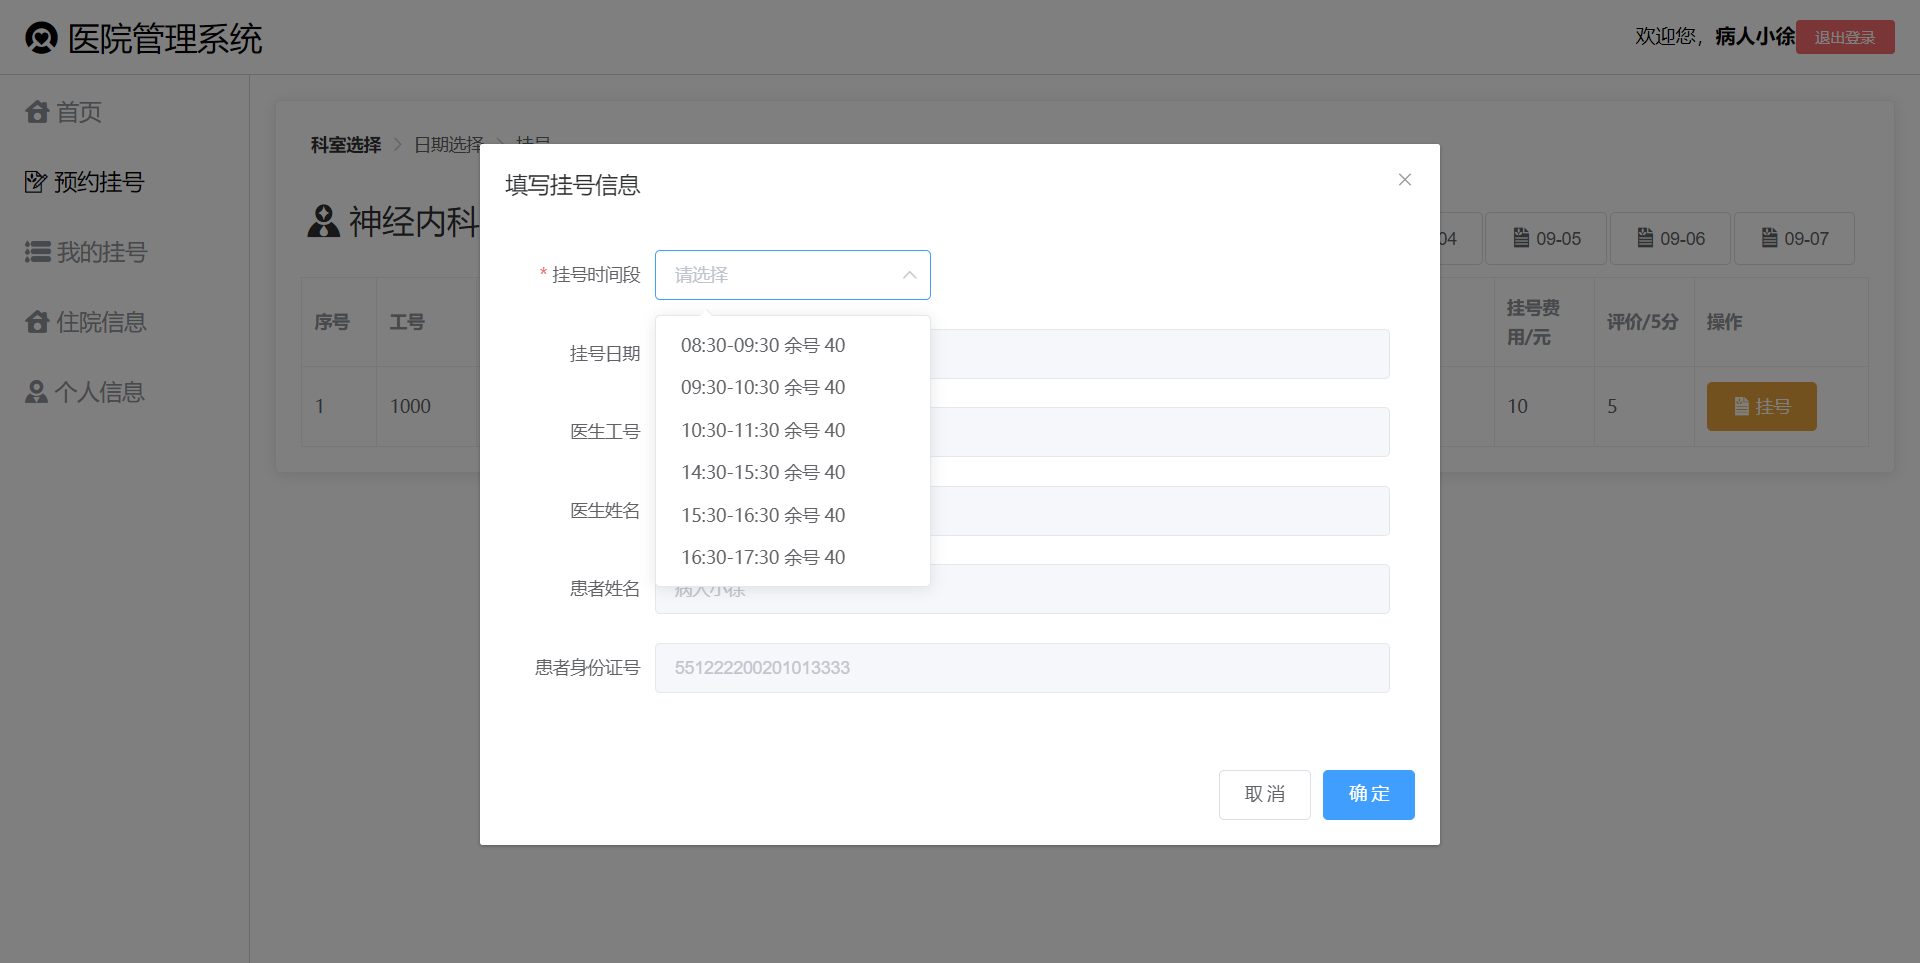 医院管理系统
欢迎您，病人小徐 退出登录
首页
预约挂号
我的挂号
住院信息
个人信息
科室选择 日期选择 挂号
神经内科
04 09-05 09-06 09-07
序号 工号 挂号费用/元 评价/5分 操作
1 1000 10 5 挂号
填写挂号信息
* 挂号时间段 请选择
08:30-09:30 余号 40
09:30-10:30 余号 40
10:30-11:30 余号 40
14:30-15:30 余号 40
15:30-16:30 余号 40
16:30-17:30 余号 40
挂号日期
医生工号
医生姓名
患者姓名 病人小徐
患者身份证号 551222200201013333
取消 确定